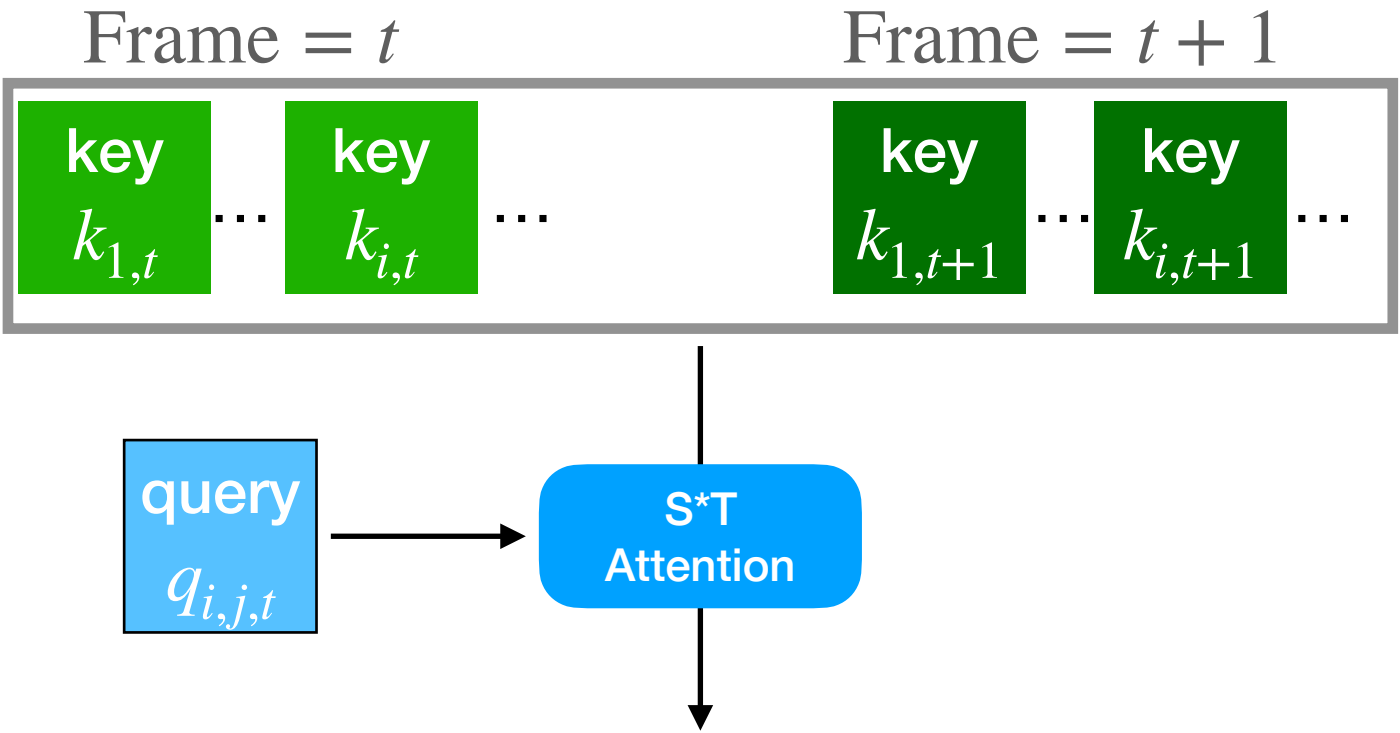 Frame = t
Frame = t + 1
key
k1,t
...
key
ki,t
...
key
k1,t+1
...
key
ki,t+1
...
query
qi,j,t
S*T
Attention